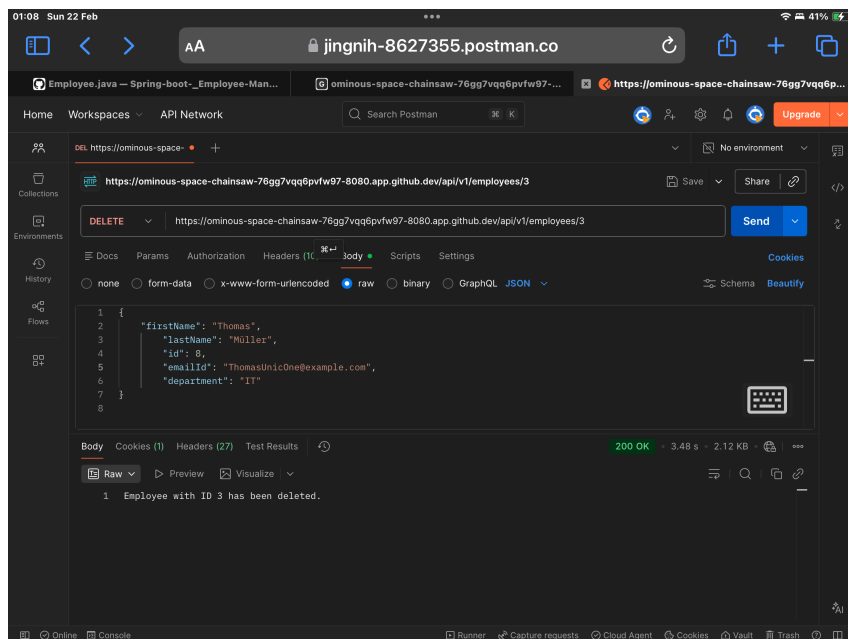 01:08 Sun 22 Feb
41%
AA jingnih-8627355.postman.co
Employee.java — Spring-boot-_Employee-Man...
G ominous-space-chainsaw-76gg7vqq6pvfw97-...
https://ominous-space-chainsaw-76gg7vqq6p...
Home Workspaces API Network Search Postman ⌘ K Upgrade
DEL https://ominous-space- No environment
HTTP https://ominous-space-chainsaw-76gg7vqq6pvfw97-8080.app.github.dev/api/v1/employees/3 Save Share
Collections
DELETE https://ominous-space-chainsaw-76gg7vqq6pvfw97-8080.app.github.dev/api/v1/employees/3 Send
Environments
Docs Params Authorization Headers (10 ⌘↩ Body Scripts Settings Cookies
History
none form-data x-www-form-urlencoded raw binary GraphQL JSON Schema Beautify
Flows
1 {
2 "firstName": "Thomas",
3 "lastName": "Müller",
4 "id": 8,
5 "emailId": "ThomasUnicOne@example.com",
6 "department": "IT"
7 }
8
Body Cookies (1) Headers (27) Test Results 200 OK • 3.48 s • 2.12 KB
Raw Preview Visualize
1 Employee with ID 3 has been deleted.
AI
Online Console Runner Capture requests Cloud Agent Cookies Vault Trash